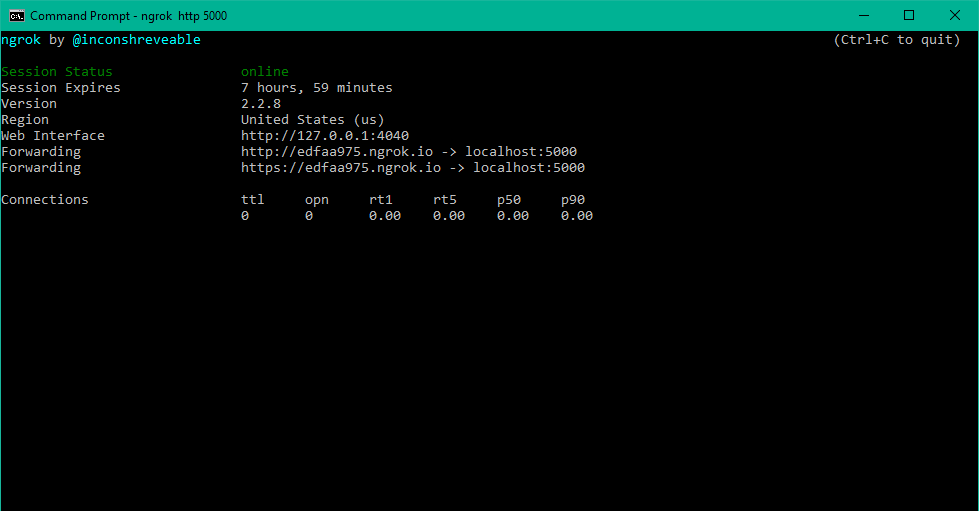 Command Prompt - ngrok  http 5000
ngrok by @inconshreveable (Ctrl+C to quit)
Session Status online
Session Expires 7 hours, 59 minutes
Version 2.2.8
Region United States (us)
Web Interface http://127.0.0.1:4040
Forwarding http://edfaa975.ngrok.io -> localhost:5000
Forwarding https://edfaa975.ngrok.io -> localhost:5000
Connections ttl opn rt1 rt5 p50 p90
0 0 0.00 0.00 0.00 0.00